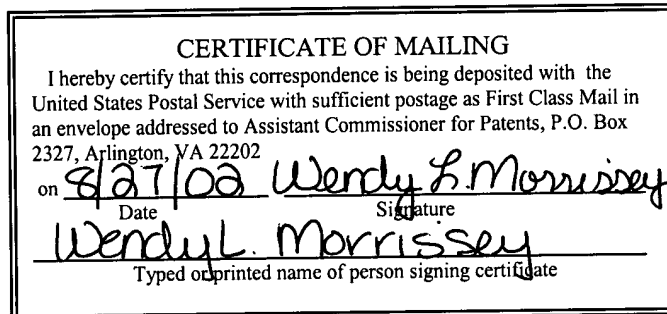 CERTIFICATE OF MAILING
I hereby certify that this correspondence is being deposited with the
United States Postal Service with sufficient postage as First Class Mail in
an envelope addressed to Assistant Commissioner for Patents, P.O. Box
2327, Arlington, VA 22202
on 8/27/02 Wendy L. Morrissey
Date Signature
Wendy L. Morrissey
Typed or printed name of person signing certificate